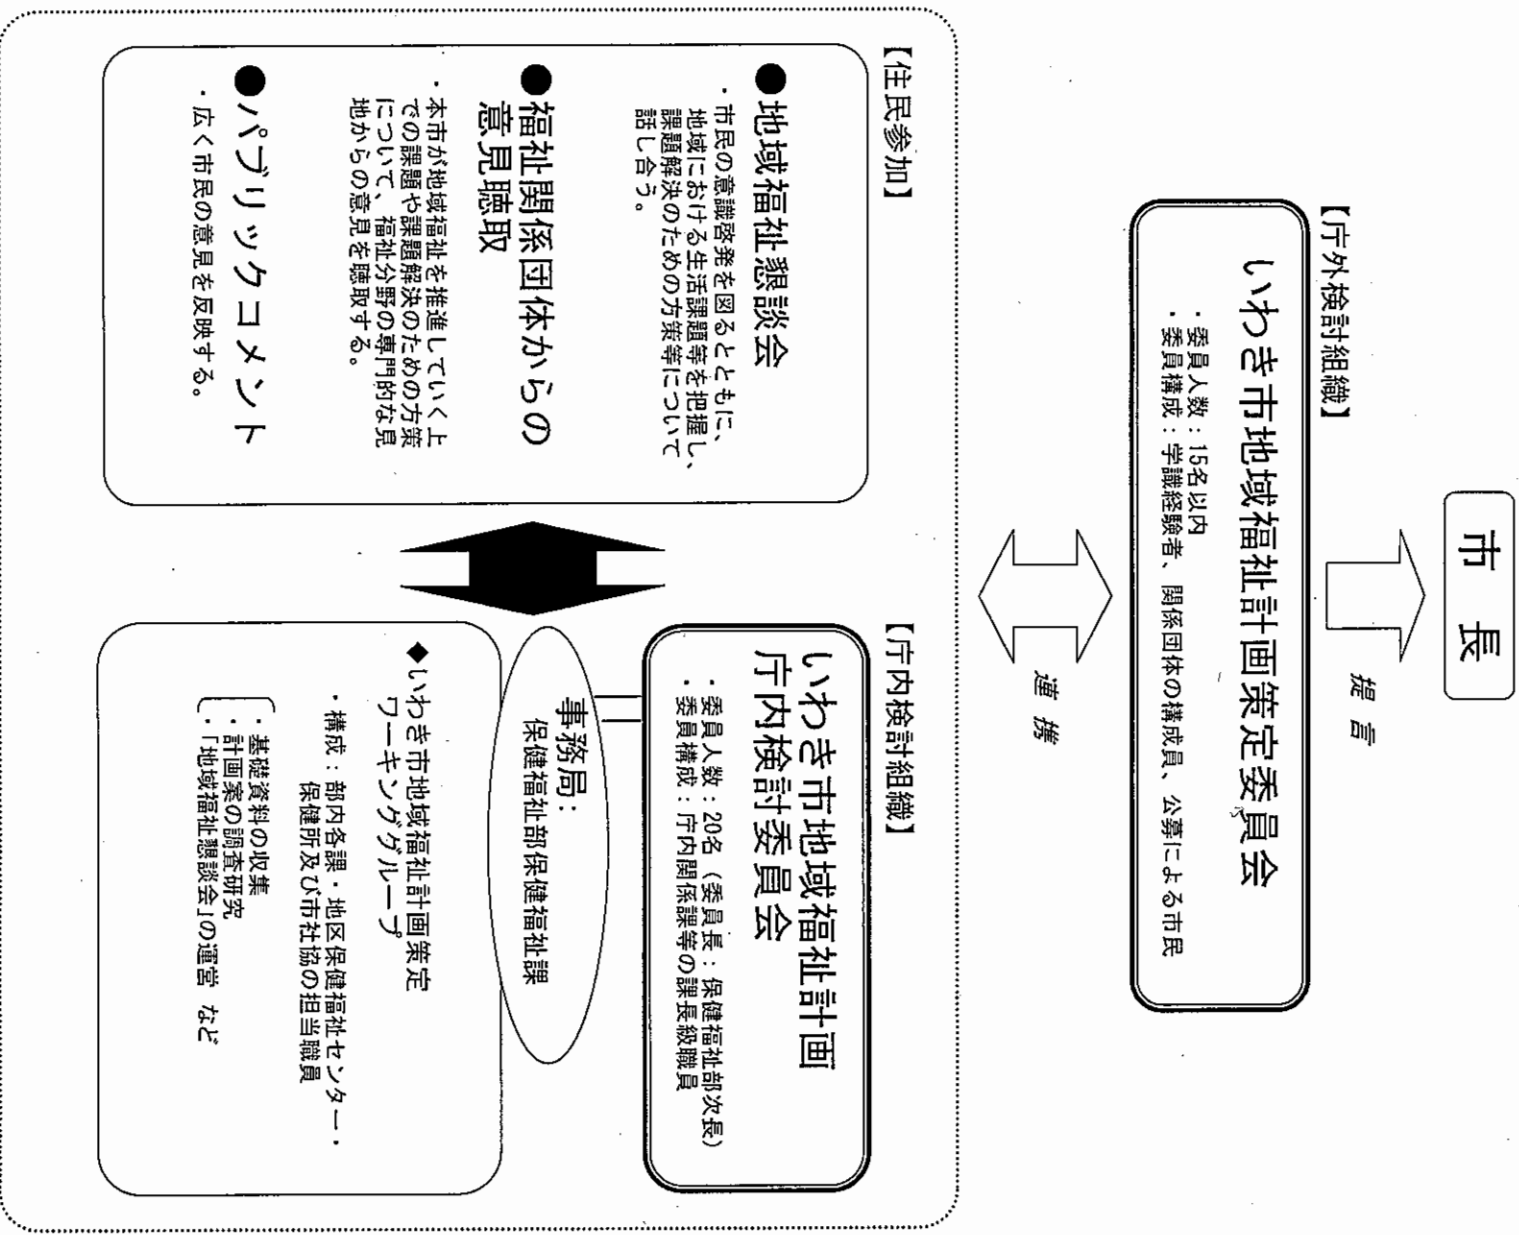 市 長
提 言
【庁外検討組織】
いわき市地域福祉計画策定委員会
・委員人数：15名以内
・委員構成：学識経験者、関係団体の構成員、公募による市民
連 携
【住民参加】
●地域福祉懇談会
・市民の意識啓発を図るとともに、
地域における生活課題等を把握し、
課題解決のための方策等について
話し合う。
●福祉関係団体からの
意見聴取
・本市が地域福祉を推進していく上
での課題や課題解決のための方策
について、福祉分野の専門的な見
地からの意見を聴取する。
●パブリックコメント
・広く市民の意見を反映する。
【庁内検討組織】
いわき市地域福祉計画
庁内検討委員会
・委員人数：20名（委員長：保健福祉部次長）
・委員構成：庁内関係課等の課長級職員
事務局：
保健福祉部保健福祉課
◆いわき市地域福祉計画策定
ワーキンググループ
・構成：部内各課・地区保健福祉センター・
保健所及び市社協の担当職員
・基礎資料の収集
・計画案の調査研究
・「地域福祉懇談会」の運営 など